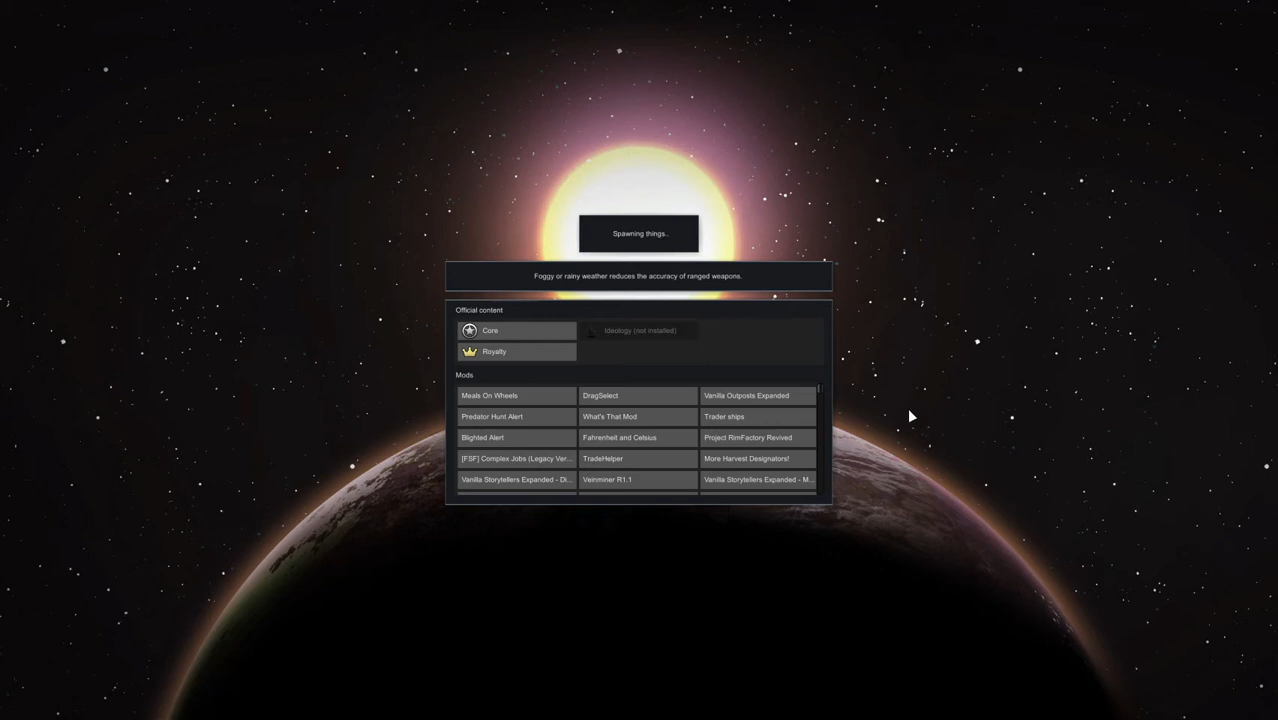 Spawning things..
Foggy or rainy weather reduces the accuracy of ranged weapons.
Official content
Core
Ideology (not installed)
Royalty
Mods
Meals On Wheels
DragSelect
Vanilla Outposts Expanded
Predator Hunt Alert
What's That Mod
Trader ships
Blighted Alert
Fahrenheit and Celsius
Project RimFactory Revived
[FSF] Complex Jobs (Legacy Ver...
TradeHelper
More Harvest Designators!
Vanilla Storytellers Expanded - Di...
Veinminer R1.1
Vanilla Storytellers Expanded - M...